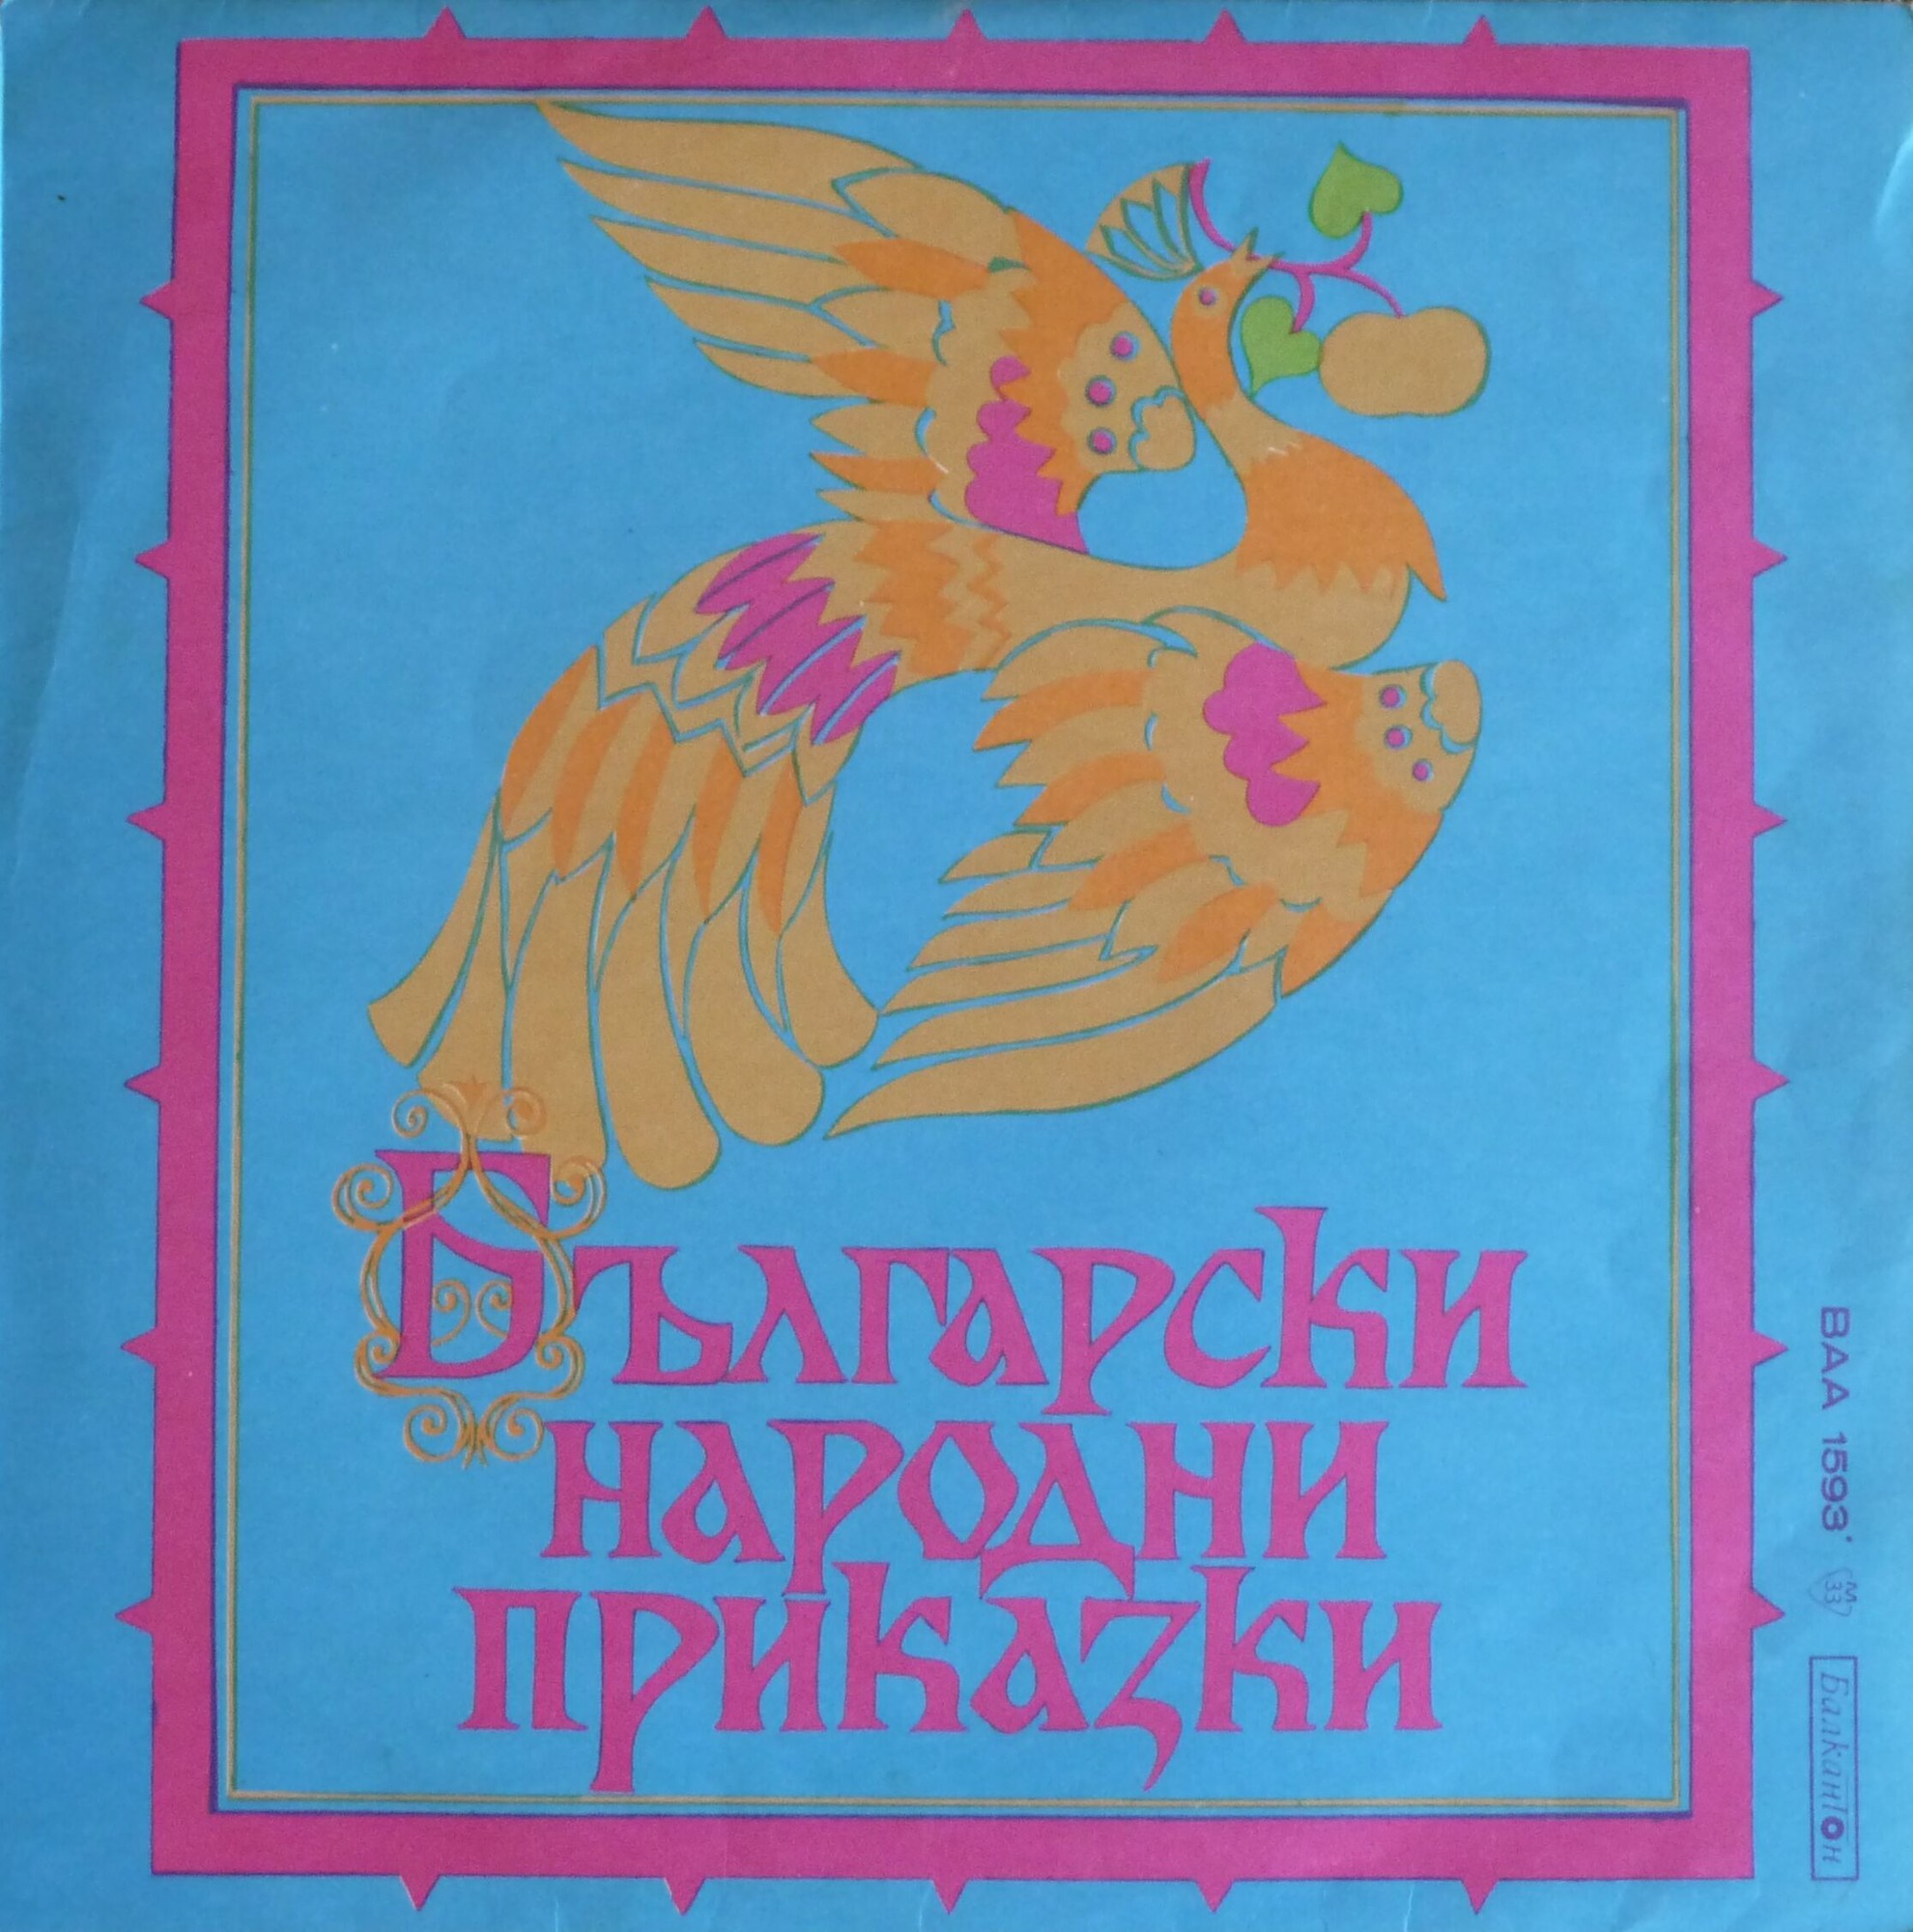 Български
народни
приказки
ВАА 1593
М
33
Балкантон